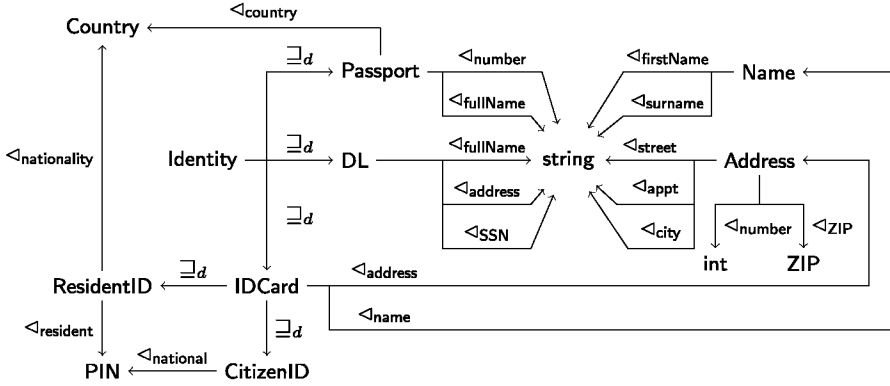 ◁country
Country
⊒d Passport ◁number ◁firstName Name
◁fullName ◁surname
◁nationality Identity ⊒d DL ◁fullName string ◁street Address
◁address ◁appt
⊒d ◁SSN ◁city ◁number ◁ZIP
int ZIP
ResidentID ⊒d IDCard ◁address
◁resident ⊒d ◁name
PIN ◁national CitizenID